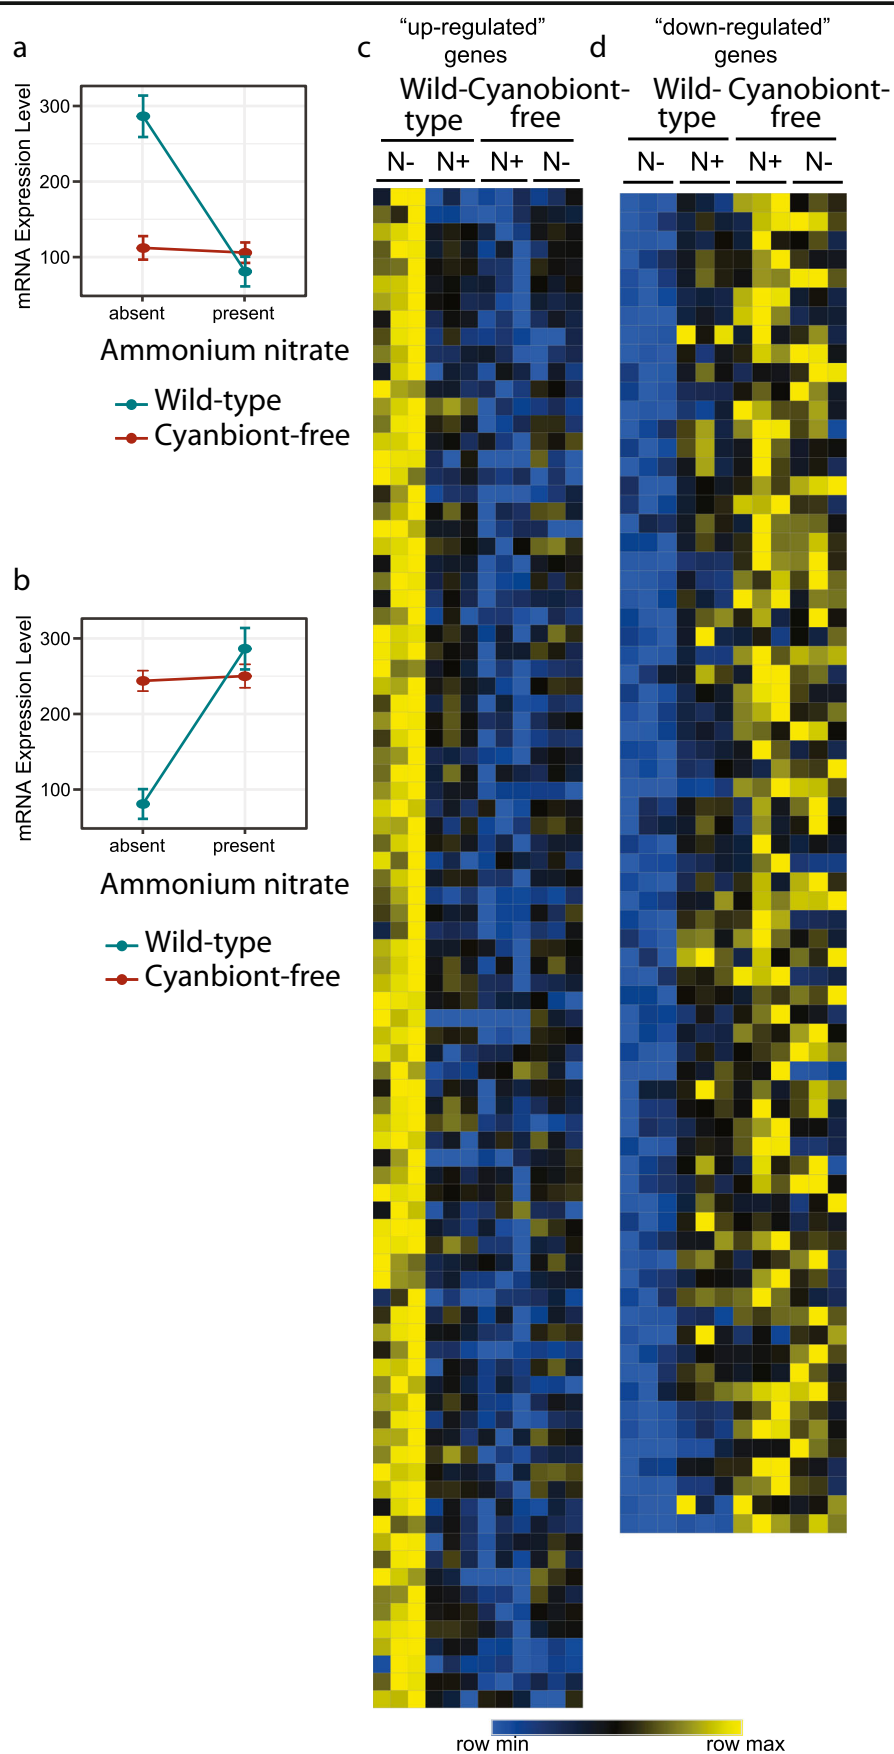 a
mRNA Expression Level
300
200
100
absent present
Ammonium nitrate
Wild-type
Cyanbiont-free
b
mRNA Expression Level
300
200
100
absent present
Ammonium nitrate
Wild-type
Cyanbiont-free
c
“up-regulated”
genes
Wild-type Cyanobiont-free
N- N+ N+ N-
d
“down-regulated”
genes
Wild-type Cyanobiont-free
N- N+ N+ N-
row min row max